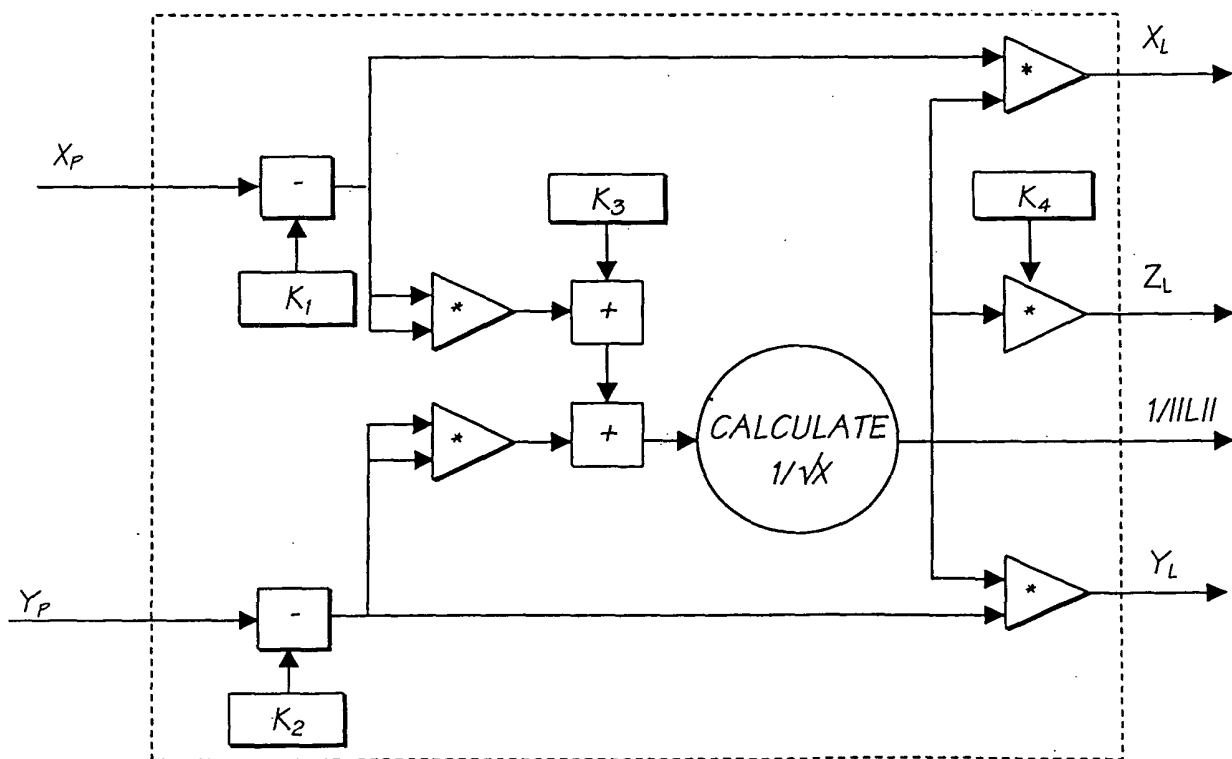 X_L
*
X_P
-
K_3
K_4
K_1
*
+
*
Z_L
*
+
CALCULATE
1/√X
1/||L||
Y_P
-
*
Y_L
K_2